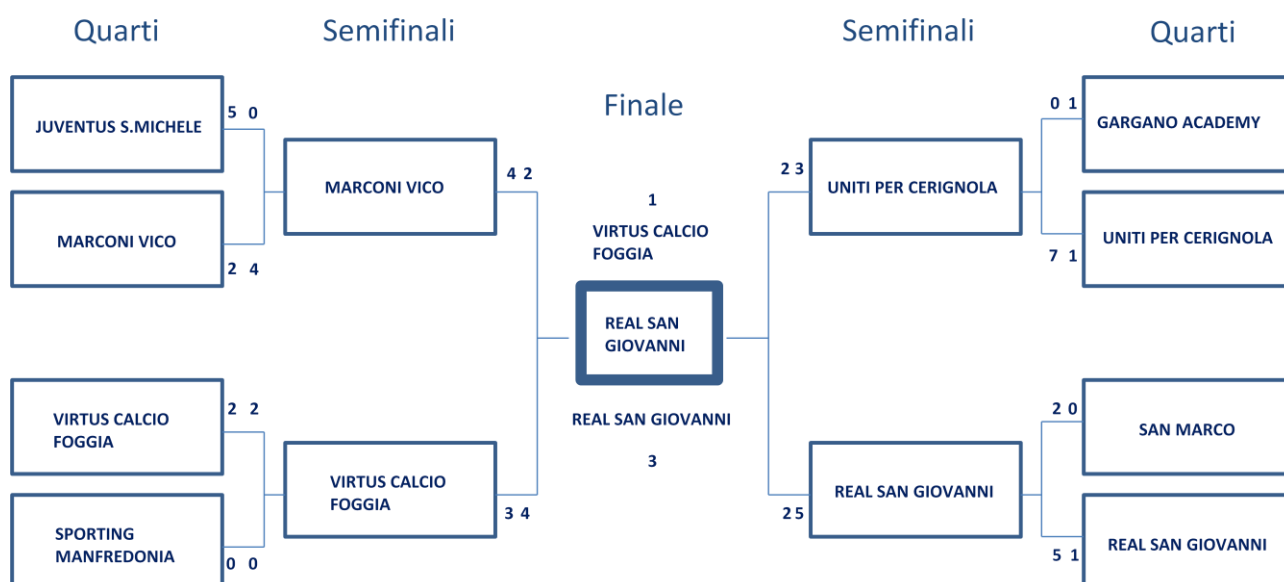 Quarti
Semifinali
Finale
Semifinali
Quarti
JUVENTUS S.MICHELE
5 0
MARCONI VICO
2 4
MARCONI VICO
4 2
VIRTUS CALCIO
FOGGIA
2 2
SPORTING
MANFREDONIA
0 0
VIRTUS CALCIO
FOGGIA
3 4
1
VIRTUS CALCIO
FOGGIA
REAL SAN
GIOVANNI
REAL SAN GIOVANNI
3
2 3
UNITI PER CERIGNOLA
0 1
GARGANO ACADEMY
7 1
UNITI PER CERIGNOLA
2 5
REAL SAN GIOVANNI
2 0
SAN MARCO
5 1
REAL SAN GIOVANNI